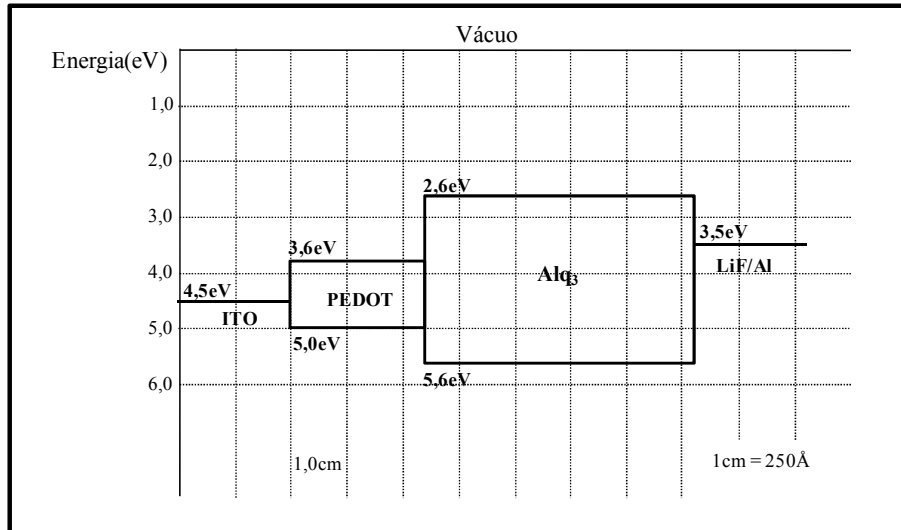 Vácuo
Energia(eV)
1,0
2,0
2,6eV
3,0
3,6eV
3,5eV
4,0
Alq₃
LiF/Al
4,5eV
PEDOT
ITO
5,0
5,0eV
5,6eV
6,0
1,0cm
1cm = 250Å